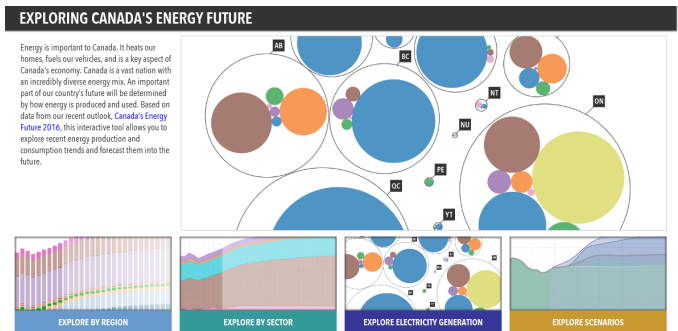 EXPLORING CANADA'S ENERGY FUTURE
Energy is important to Canada. It heats our
homes, fuels our vehicles, and is a key aspect of
Canada's economy. Canada is a vast nation with
an incredibly diverse energy mix. An important
part of our country's future will be determined
by how energy is produced and used. Based on
data from our recent outlook, Canada's Energy
Future 2016, this interactive tool allows you to
explore recent energy production and
consumption trends and forecast them into the
future.
AB
BC
NT
ON
NU
PE
QC
YT
EXPLORE BY REGION
EXPLORE BY SECTOR
EXPLORE ELECTRICITY GENERATION
EXPLORE SCENARIOS